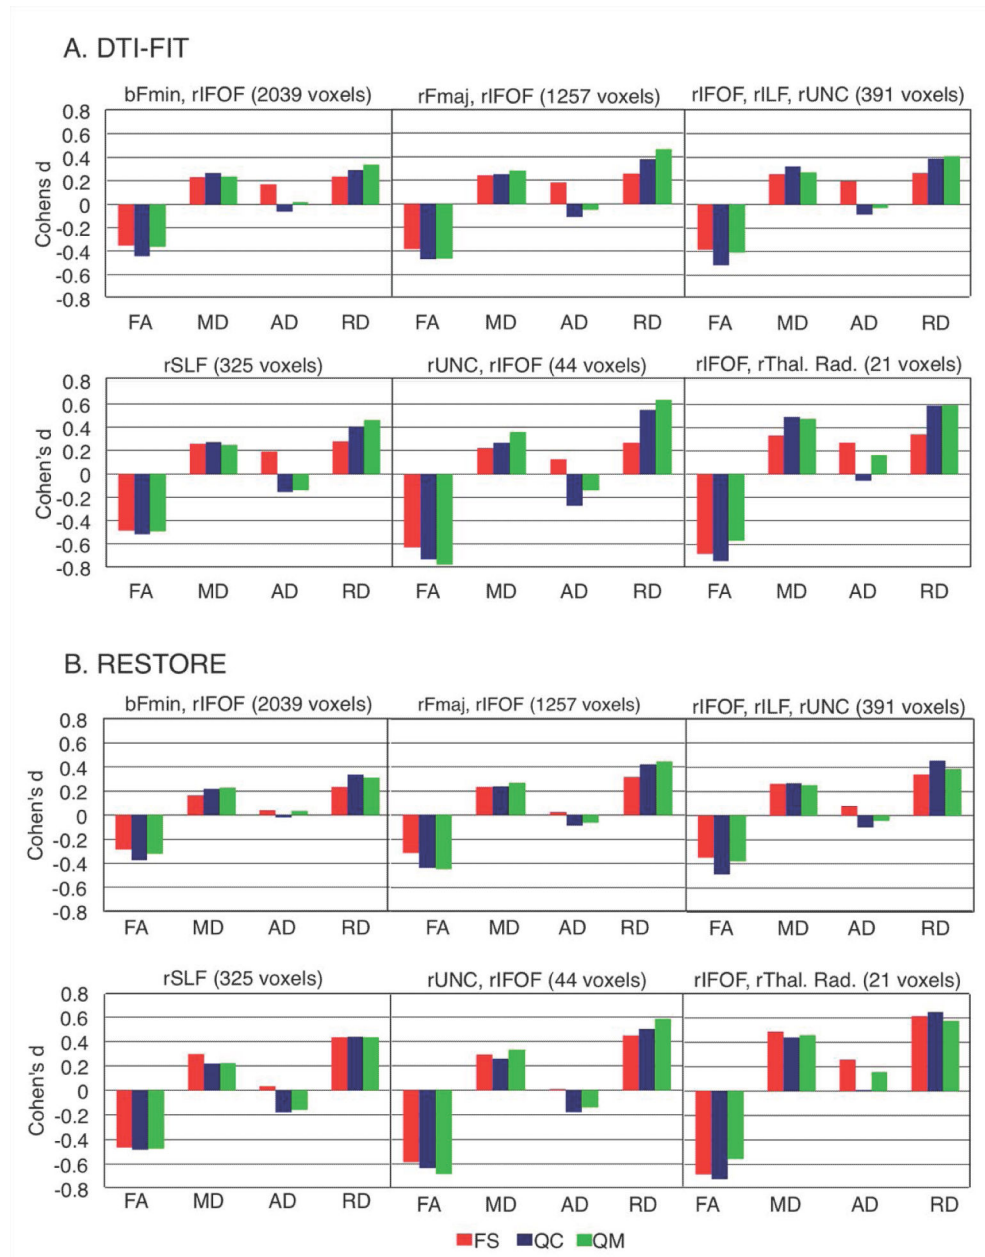 A. DTI-FIT
bFmin, rIFOF (2039 voxels) rFmaj, rIFOF (1257 voxels) rIFOF, rILF, rUNC (391 voxels)
Cohens d
0.8
0.6
0.4
0.2
0
-0.2
-0.4
-0.6
-0.8
FA MD AD RD FA MD AD RD FA MD AD RD
rSLF (325 voxels) rUNC, rIFOF (44 voxels) rIFOF, rThal. Rad. (21 voxels)
Cohen's d
0.8
0.6
0.4
0.2
0
-0.2
-0.4
-0.6
-0.8
FA MD AD RD FA MD AD RD FA MD AD RD
B. RESTORE
bFmin, rIFOF (2039 voxels) rFmaj, rIFOF (1257 voxels) rIFOF, rILF, rUNC (391 voxels)
Cohen's d
0.8
0.6
0.4
0.2
0
-0.2
-0.4
-0.6
-0.8
FA MD AD RD FA MD AD RD FA MD AD RD
rSLF (325 voxels) rUNC, rIFOF (44 voxels) rIFOF, rThal. Rad. (21 voxels)
Cohen's d
0.8
0.6
0.4
0.2
0
-0.2
-0.4
-0.6
-0.8
FA MD AD RD FA MD AD RD FA MD AD RD
FS QC QM